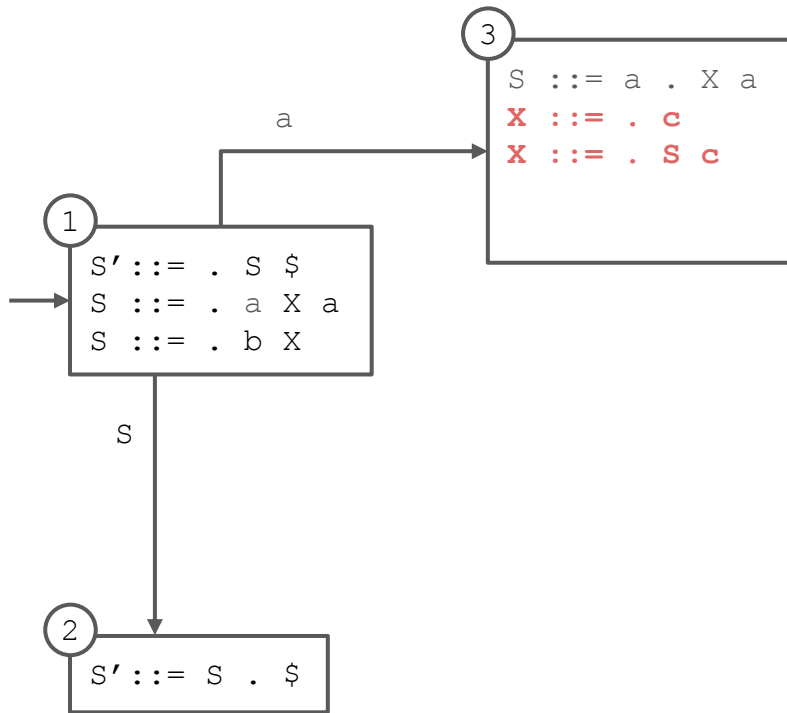 3
S ::= a . X a
X ::= . c
X ::= . S c
a
1
S’::= . S $
S ::= . a X a
S ::= . b X
S
2
S’::= S . $